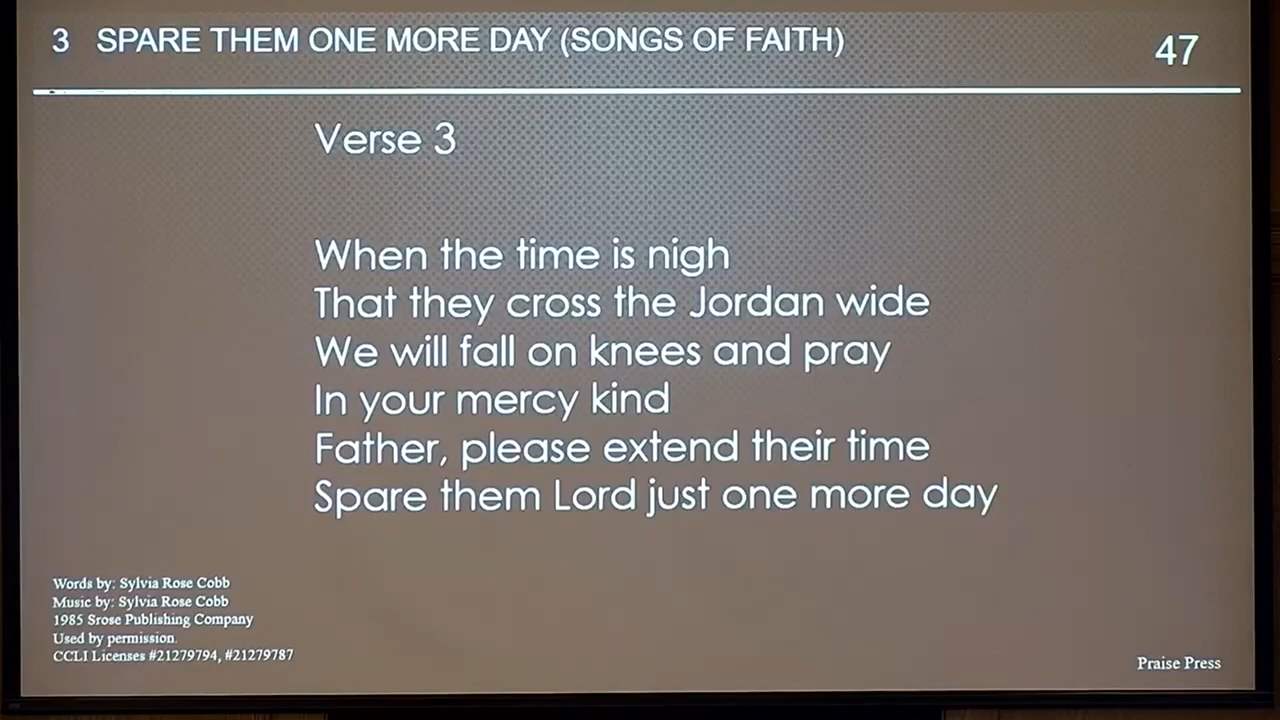 3 SPARE THEM ONE MORE DAY (SONGS OF FAITH)
47
Verse 3
When the time is nigh
That they cross the Jordan wide
We will fall on knees and pray
In your mercy kind
Father, please extend their time
Spare them Lord just one more day
Words by: Sylvia Rose Cobb
Music by: Sylvia Rose Cobb
1985 Srose Publishing Company
Used by permission.
CCLI Licenses #21279794, #21279787
Praise Press